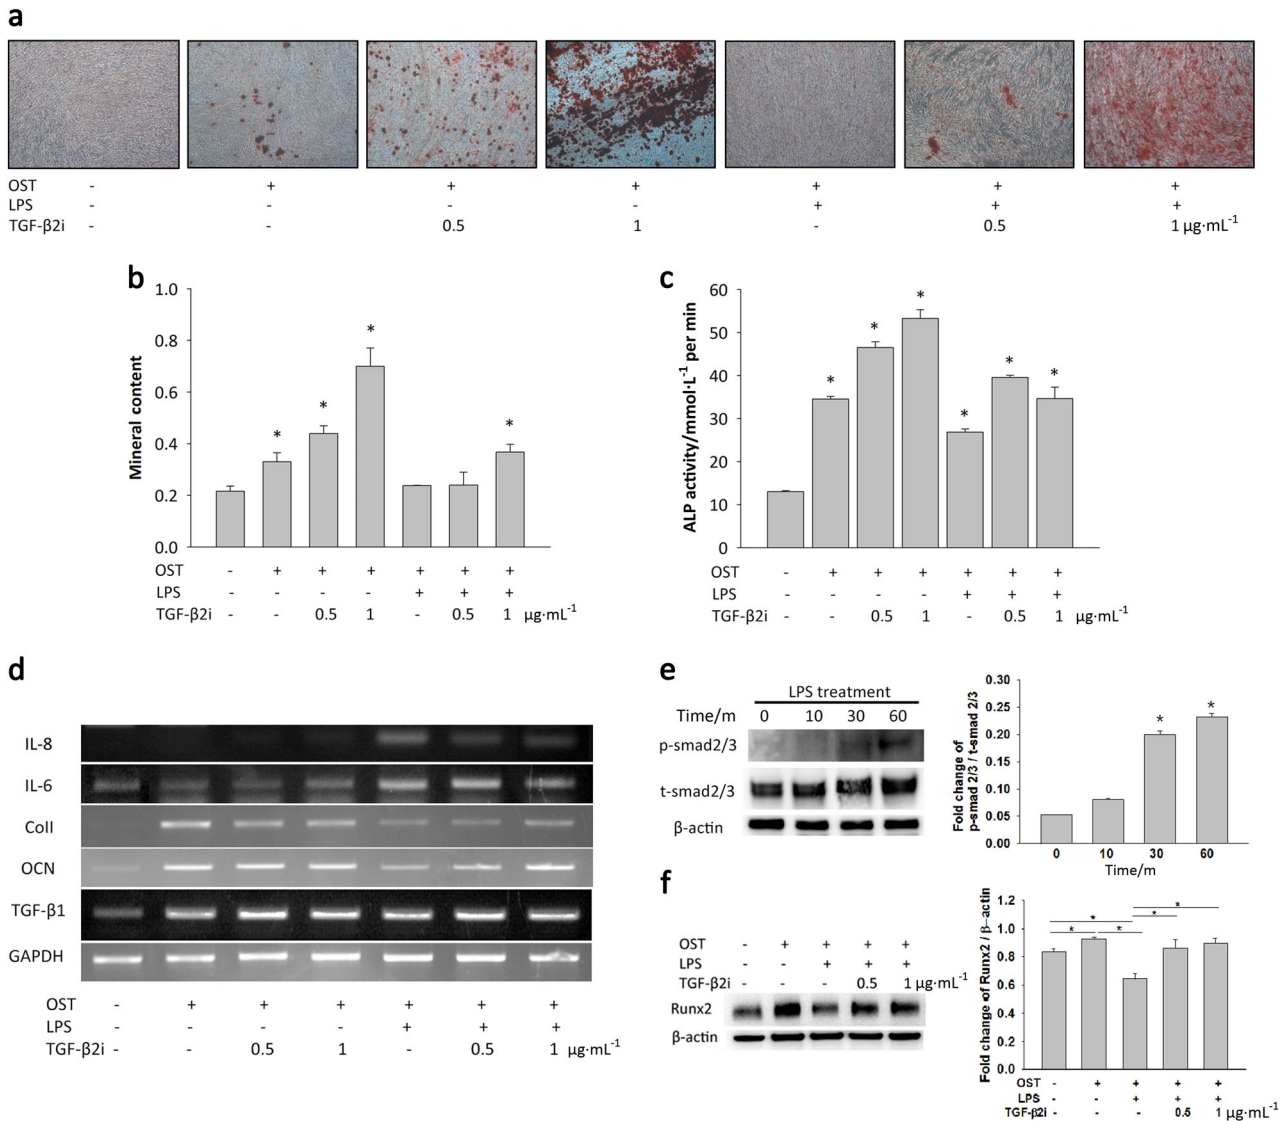 a
OST - + + + + + +
LPS - - - - + + +
TGF-β2i - - 0.5 1 - 0.5 1 μg·mL⁻¹
b
Mineral content
1.0
0.8
0.6
0.4
0.2
0.0
* * * *
OST - + + + + + +
LPS - - - - + + +
TGF-β2i - - 0.5 1 - 0.5 1 μg·mL⁻¹
c
ALP activity/mmol·L⁻¹ per min
60
50
40
30
20
10
0
* * * * * *
OST - + + + + + +
LPS - - - - + + +
TGF-β2i - - 0.5 1 - 0.5 1 μg·mL⁻¹
d
IL-8
IL-6
ColI
OCN
TGF-β1
GAPDH
OST - + + + + + +
LPS - - - - + + +
TGF-β2i - - 0.5 1 - 0.5 1 μg·mL⁻¹
e
LPS treatment
Time/m 0 10 30 60
p-smad2/3
t-smad2/3
β-actin
Fold change of
p-smad 2/3 / t-smad 2/3
0.30
0.25
0.20
0.15
0.10
0.05
0.00
* *
0 10 30 60
Time/m
f
OST - + + + +
LPS - - + + +
TGF-β2i - - - 0.5 1 μg·mL⁻¹
Runx2
β-actin
Fold change of Runx2 / β-actin
1.2
1.0
0.8
0.6
0.4
0.2
0.0
*
* *
* *
OST - + + + +
LPS - - + + +
TGF-β2i - - - 0.5 1 μg·mL⁻¹